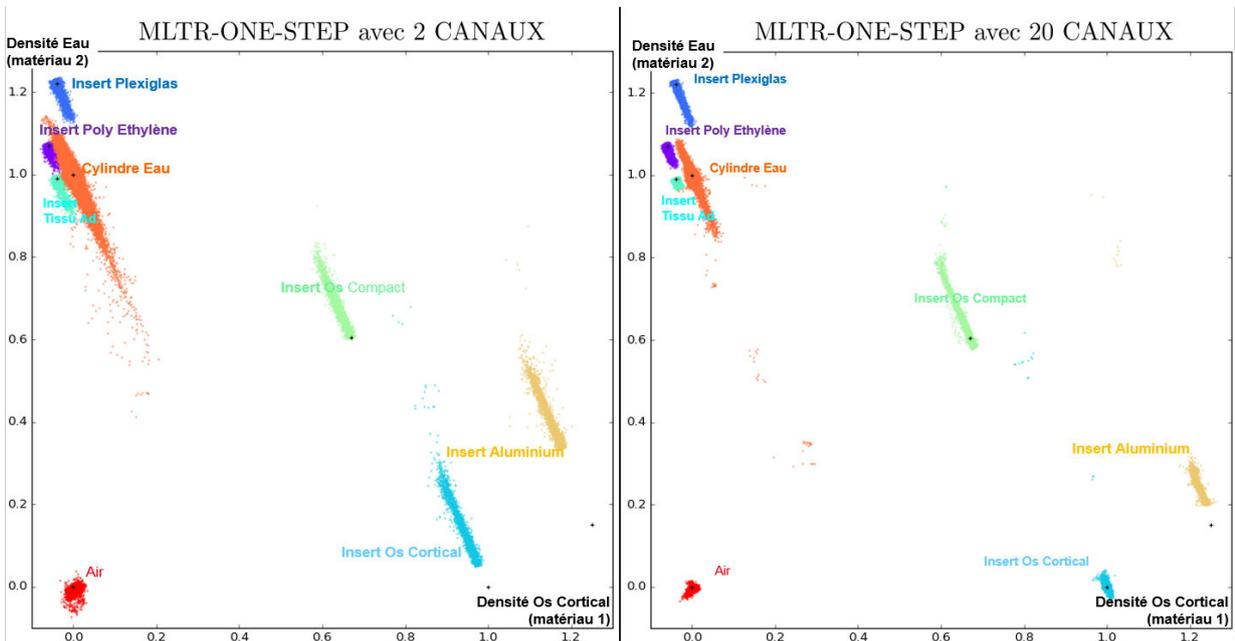 MLTR-ONE-STEP avec 2 CANAUX
Densité Eau
(matériau 2)
1.2
1.0
0.8
0.6
0.4
0.2
0.0
Insert Plexiglas
Insert Poly Ethylène
Cylindre Eau
Insert
Tissu Ad
Insert Os Compact
Insert Aluminium
Insert Os Cortical
Air
Densité Os Cortical
(matériau 1)
0.0 0.2 0.4 0.6 0.8 1.0 1.2
MLTR-ONE-STEP avec 20 CANAUX
Densité Eau
(matériau 2)
1.2
1.0
0.8
0.6
0.4
0.2
0.0
Insert Plexiglas
Insert Poly Ethylène
Cylindre Eau
Insert
Tissu Ad
Insert Os Compact
Insert Aluminium
Insert Os Cortical
Air
Densité Os Cortical
(matériau 1)
0.0 0.2 0.4 0.6 0.8 1.0 1.2